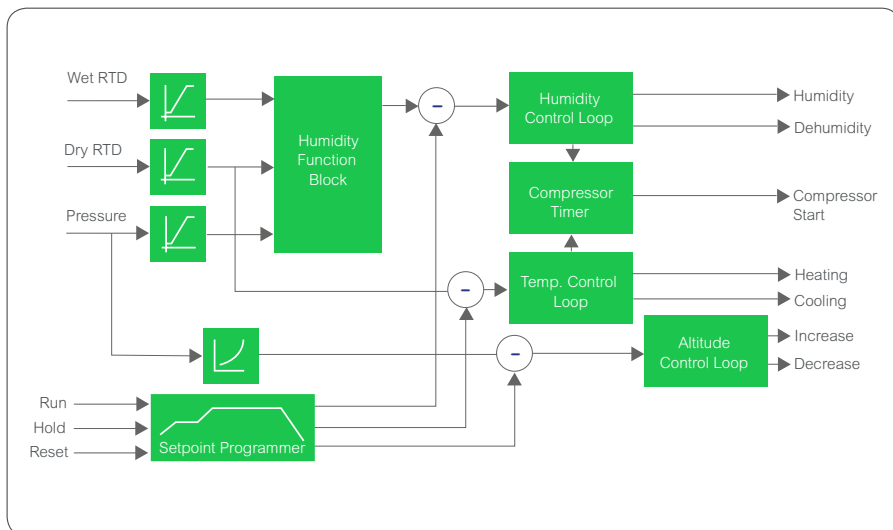 Wet RTD
Dry RTD
Pressure
Humidity
Function
Block
-
Humidity
Control Loop
Humidity
Dehumidity
Compressor
Timer
Compressor
Start
-
Temp. Control
Loop
Heating
Cooling
-
Altitude
Control Loop
Increase
Decrease
Run
Hold
Reset
Setpoint Programmer